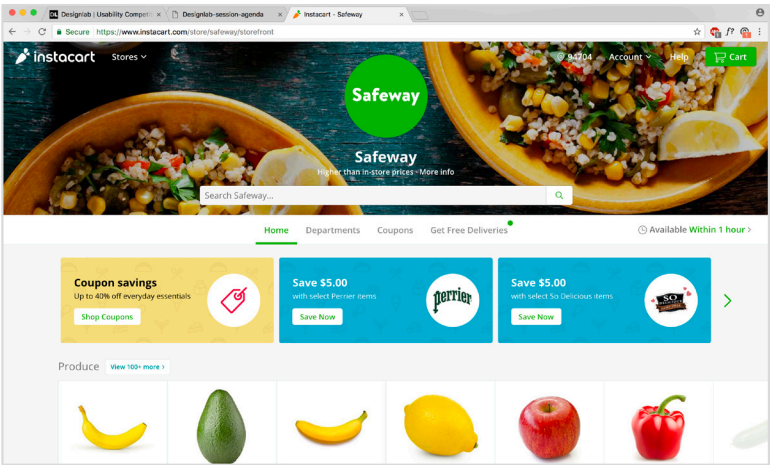 Designlab | Usability Competi
Designlab-session-agenda
Instacart - Safeway
Secure https://www.instacart.com/store/safeway/storefront
instacart Stores 94704 Account Help Cart
Safeway
Safeway
Higher than in-store prices · More info
Search Safeway...
Home Departments Coupons Get Free Deliveries Available Within 1 hour >
Coupon savings
Up to 40% off everyday essentials
Shop Coupons
Save $5.00
with select Perrier items
Save Now
perrier
Save $5.00
with select So Delicious items
Save Now
SO
Produce View 100+ more >